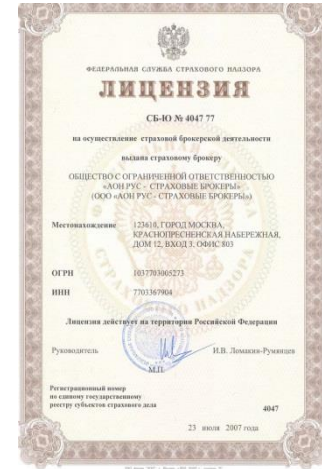 ФЕДЕРАЛЬНАЯ СЛУЖБА СТРАХОВОГО НАДЗОРА
ЛИЦЕНЗИЯ
СБ-Ю № 4047 77
на осуществление страховой брокерской деятельности
выдана страховому брокеру
ОБЩЕСТВО С ОГРАНИЧЕННОЙ ОТВЕТСТВЕННОСТЬЮ
«АОН РУС - СТРАХОВЫЕ БРОКЕРЫ»
(ООО «АОН РУС - СТРАХОВЫЕ БРОКЕРЫ»)
Местонахождение 123610, ГОРОД МОСКВА,
КРАСНОПРЕСНЕНСКАЯ НАБЕРЕЖНАЯ,
ДОМ 12, ВХОД 3, ОФИС 803
ОГРН 1037703005273
ИНН 7703367904
Лицензия действует на территории Российской Федерации
Руководитель И.В. Ломакин-Румянцев
М.П.
Регистрационный номер
по единому государственному
реестру субъектов страхового дела 4047
23 июля 2007 года